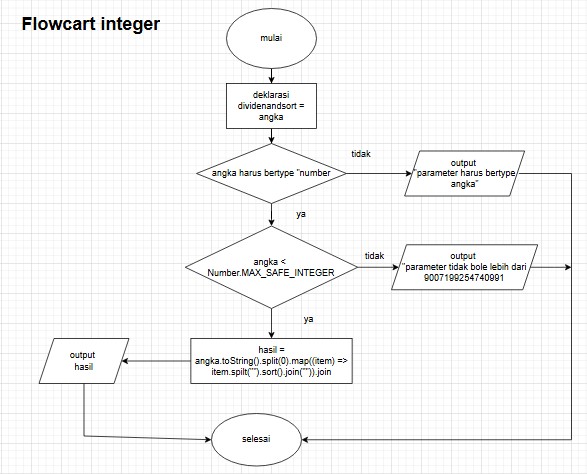 Flowcart integer
mulai
deklarasi
dividenandsort =
angka
angka harus bertype "number
tidak
output
"parameter harus bertype
angka"
ya
angka <
Number.MAX_SAFE_INTEGER
tidak
output
"parameter tidak bole lebih dari
9007199254740991
ya
hasil =
angka.toString().split(0).map((item) =>
item.spilt("").sort().join("")).join
output
hasil
selesai